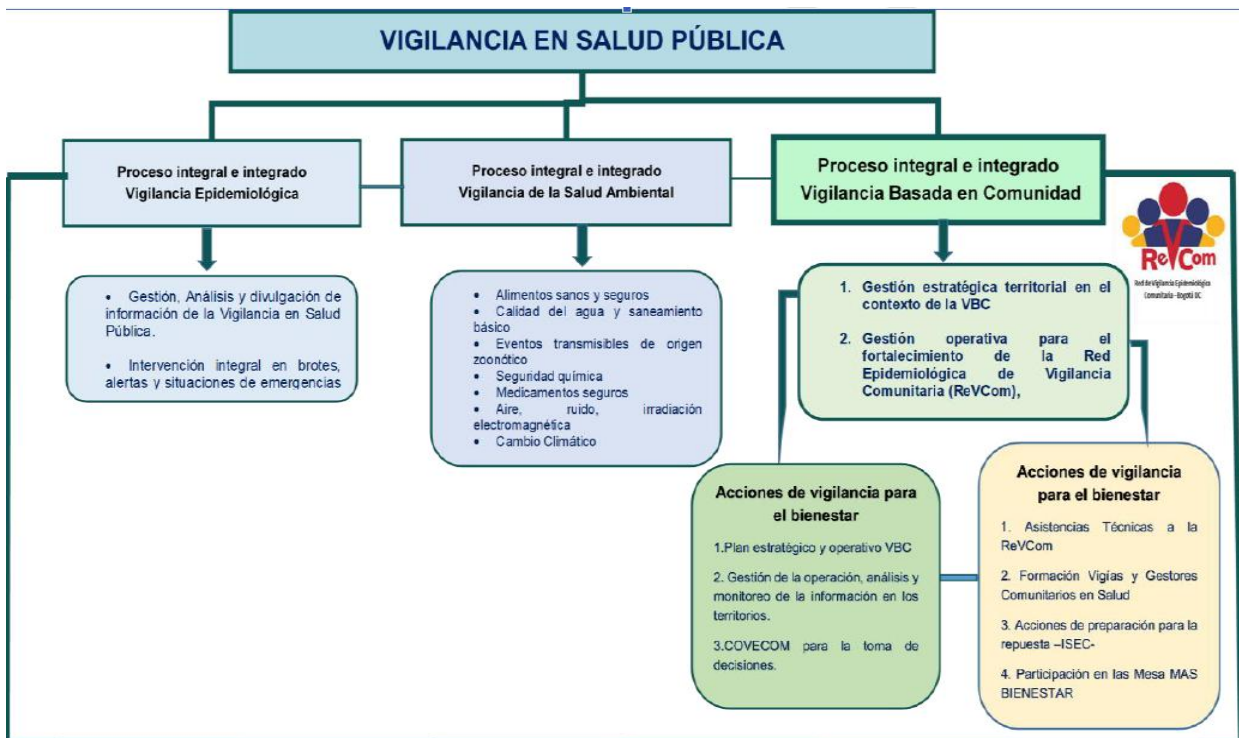 VIGILANCIA EN SALUD PÚBLICA
Proceso integral e integrado
Vigilancia Epidemiológica
Proceso integral e integrado
Vigilancia de la Salud Ambiental
Proceso integral e integrado
Vigilancia Basada en Comunidad
ReVCom
Red de Vigilancia Epidemiológica
Comunitaria -Bogotá DC
• Gestión, Análisis y divulgación de
información de la Vigilancia en Salud
Pública.
• Intervención integral en brotes,
alertas y situaciones de emergencias
• Alimentos sanos y seguros
• Calidad del agua y saneamiento
básico
• Eventos transmisibles de origen
zoonótico
• Seguridad química
• Medicamentos seguros
• Aire, ruido, irradiación
electromagnética
• Cambio Climático
1. Gestión estratégica territorial en el
contexto de la VBC
2. Gestión operativa para el
fortalecimiento de la Red
Epidemiológica de Vigilancia
Comunitaria (ReVCom),
Acciones de vigilancia para
el bienestar
1.Plan estratégico y operativo VBC
2. Gestión de la operación, análisis y
monitoreo de la información en los
territorios.
3.COVECOM para la toma de
decisiones.
Acciones de vigilancia
para el bienestar
1. Asistencias Técnicas a la
ReVCom
2. Formación Vigías y Gestores
Comunitarios en Salud
3. Acciones de preparación para la
repuesta –ISEC-
4. Participación en las Mesa MAS
BIENESTAR